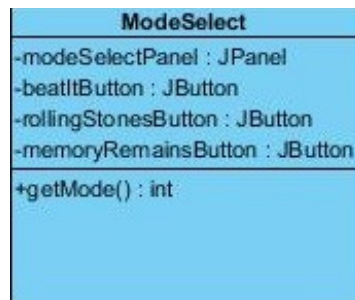 ModeSelect
-modeSelectPanel : JPanel
-beatItButton : JButton
-rollingStonesButton : JButton
-memoryRemainsButton : JButton
+getMode() : int